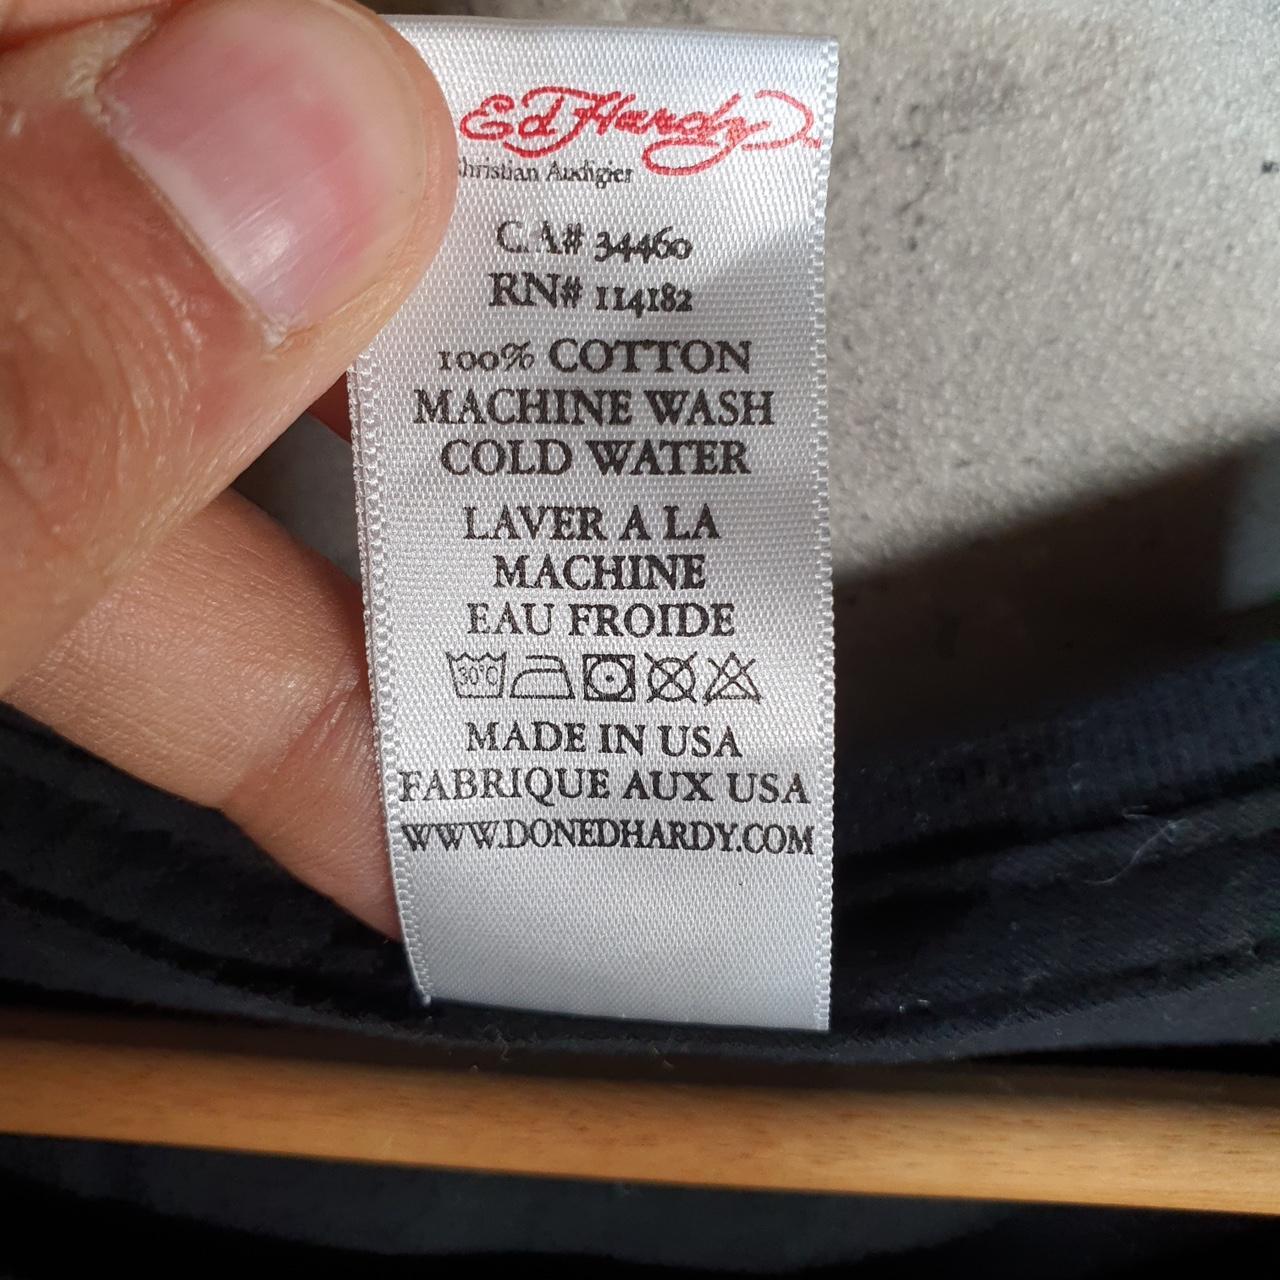 Ed Hardy
Christian Audigier
CA# 34460
RN# 114182
100% COTTON
MACHINE WASH
COLD WATER
LAVER A LA
MACHINE
EAU FROIDE
30°C
MADE IN USA
FABRIQUE AUX USA
WWW.DONEDHARDY.COM